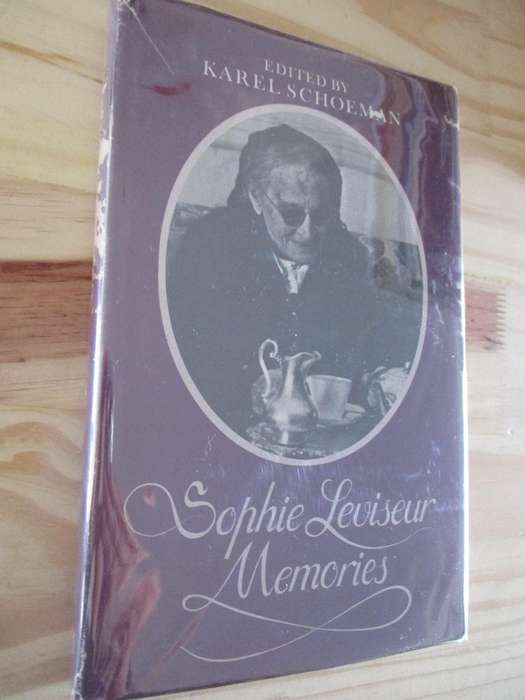 EDITED BY
KAREL SCHOEMAN
Sophie Leviseur
Memories